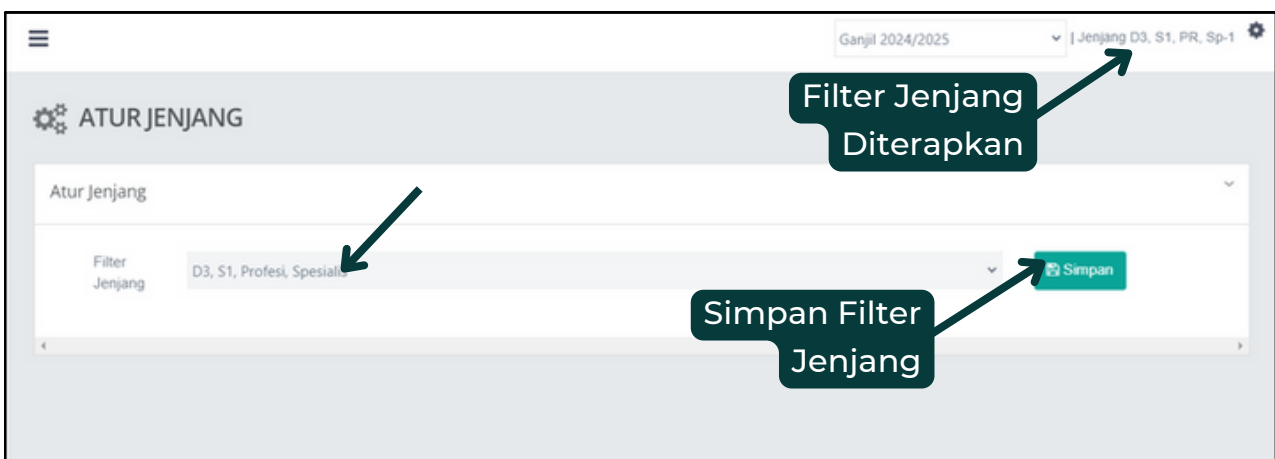 Ganjil 2024/2025
| Jenjang D3, S1, PR, Sp-1
Filter Jenjang
Diterapkan
ATUR JENJANG
Atur Jenjang
Filter
Jenjang
D3, S1, Profesi, Spesialis
Simpan
Simpan Filter
Jenjang